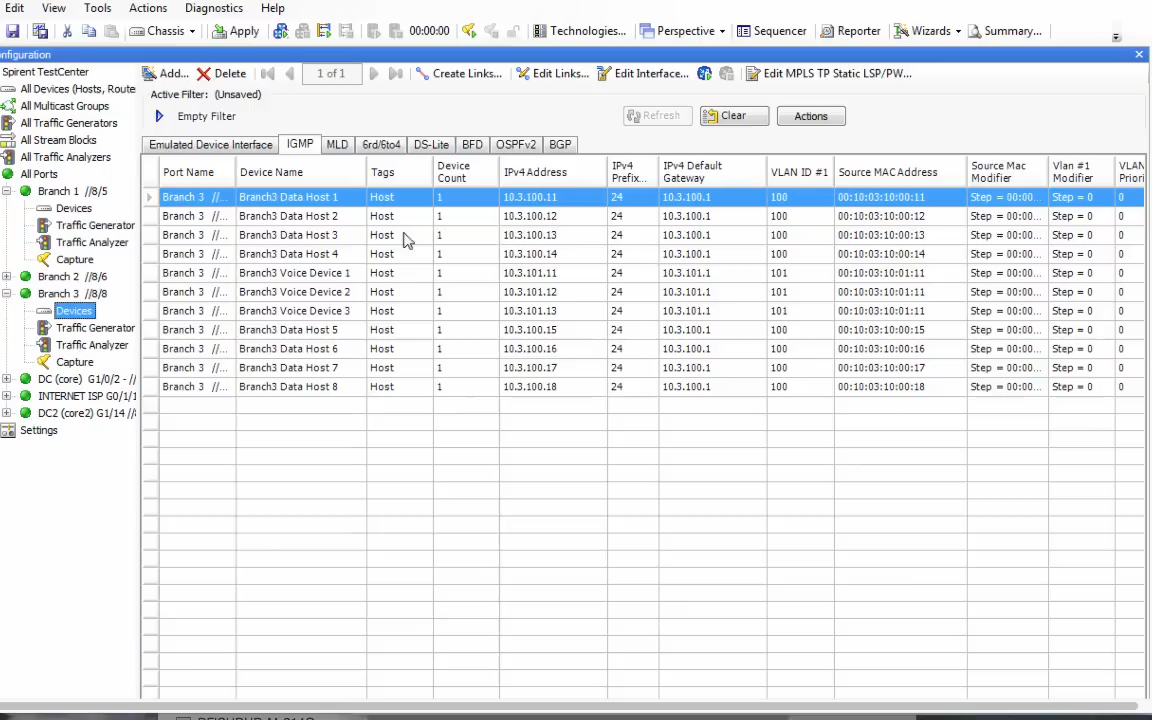 Edit View Tools Actions Diagnostics Help
Chassis Apply 00:00:00 Technologies... Perspective Sequencer Reporter Wizards Summary...
nfiguration
Spirent TestCenter
All Devices (Hosts, Route
All Multicast Groups
All Traffic Generators
All Stream Blocks
All Traffic Analyzers
All Ports
Branch 1 //8/5
Devices
Traffic Generator
Traffic Analyzer
Capture
Branch 2 //8/6
Branch 3 //8/8
Devices
Traffic Generator
Traffic Analyzer
Capture
DC (core) G1/0/2 - //
INTERNET ISP G0/1/1
DC2 (core2) G1/14 //
Settings
Add... Delete 1 of 1 Create Links... Edit Links... Edit Interface... Edit MPLS TP Static LSP/PW...
Active Filter: (Unsaved)
Empty Filter Refresh Clear Actions
Emulated Device Interface IGMP MLD 6rd/6to4 DS-Lite BFD OSPFv2 BGP
Port Name Device Name Tags Device Count IPv4 Address IPv4 Prefix... IPv4 Default Gateway VLAN ID #1 Source MAC Address Source Mac Modifier Vlan #1 Modifier VLAN Priori
Branch 3 //... Branch3 Data Host 1 Host 1 10.3.100.11 24 10.3.100.1 100 00:10:03:10:00:11 Step = 00:00... Step = 0 0
Branch 3 //... Branch3 Data Host 2 Host 1 10.3.100.12 24 10.3.100.1 100 00:10:03:10:00:12 Step = 00:00... Step = 0 0
Branch 3 //... Branch3 Data Host 3 Host 1 10.3.100.13 24 10.3.100.1 100 00:10:03:10:00:13 Step = 00:00... Step = 0 0
Branch 3 //... Branch3 Data Host 4 Host 1 10.3.100.14 24 10.3.100.1 100 00:10:03:10:00:14 Step = 00:00... Step = 0 0
Branch 3 //... Branch3 Voice Device 1 Host 1 10.3.101.11 24 10.3.101.1 101 00:10:03:10:01:11 Step = 00:00... Step = 0 0
Branch 3 //... Branch3 Voice Device 2 Host 1 10.3.101.12 24 10.3.101.1 101 00:10:03:10:01:11 Step = 00:00... Step = 0 0
Branch 3 //... Branch3 Voice Device 3 Host 1 10.3.101.13 24 10.3.101.1 101 00:10:03:10:01:11 Step = 00:00... Step = 0 0
Branch 3 //... Branch3 Data Host 5 Host 1 10.3.100.15 24 10.3.100.1 100 00:10:03:10:00:15 Step = 00:00... Step = 0 0
Branch 3 //... Branch3 Data Host 6 Host 1 10.3.100.16 24 10.3.100.1 100 00:10:03:10:00:16 Step = 00:00... Step = 0 0
Branch 3 //... Branch3 Data Host 7 Host 1 10.3.100.17 24 10.3.100.1 100 00:10:03:10:00:17 Step = 00:00... Step = 0 0
Branch 3 //... Branch3 Data Host 8 Host 1 10.3.100.18 24 10.3.100.1 100 00:10:03:10:00:18 Step = 00:00... Step = 0 0